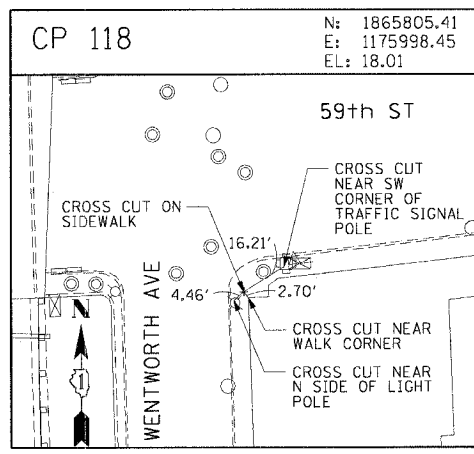 CP 118
N: 1865805.41
E: 1175998.45
EL: 18.01
59th ST
CROSS CUT
NEAR SW
CORNER OF
TRAFFIC SIGNAL
POLE
CROSS CUT ON
SIDEWALK
16.21'
4.46'
2.70'
CROSS CUT NEAR
WALK CORNER
CROSS CUT NEAR
N SIDE OF LIGHT
POLE
WENTWORTH AVE
N
1